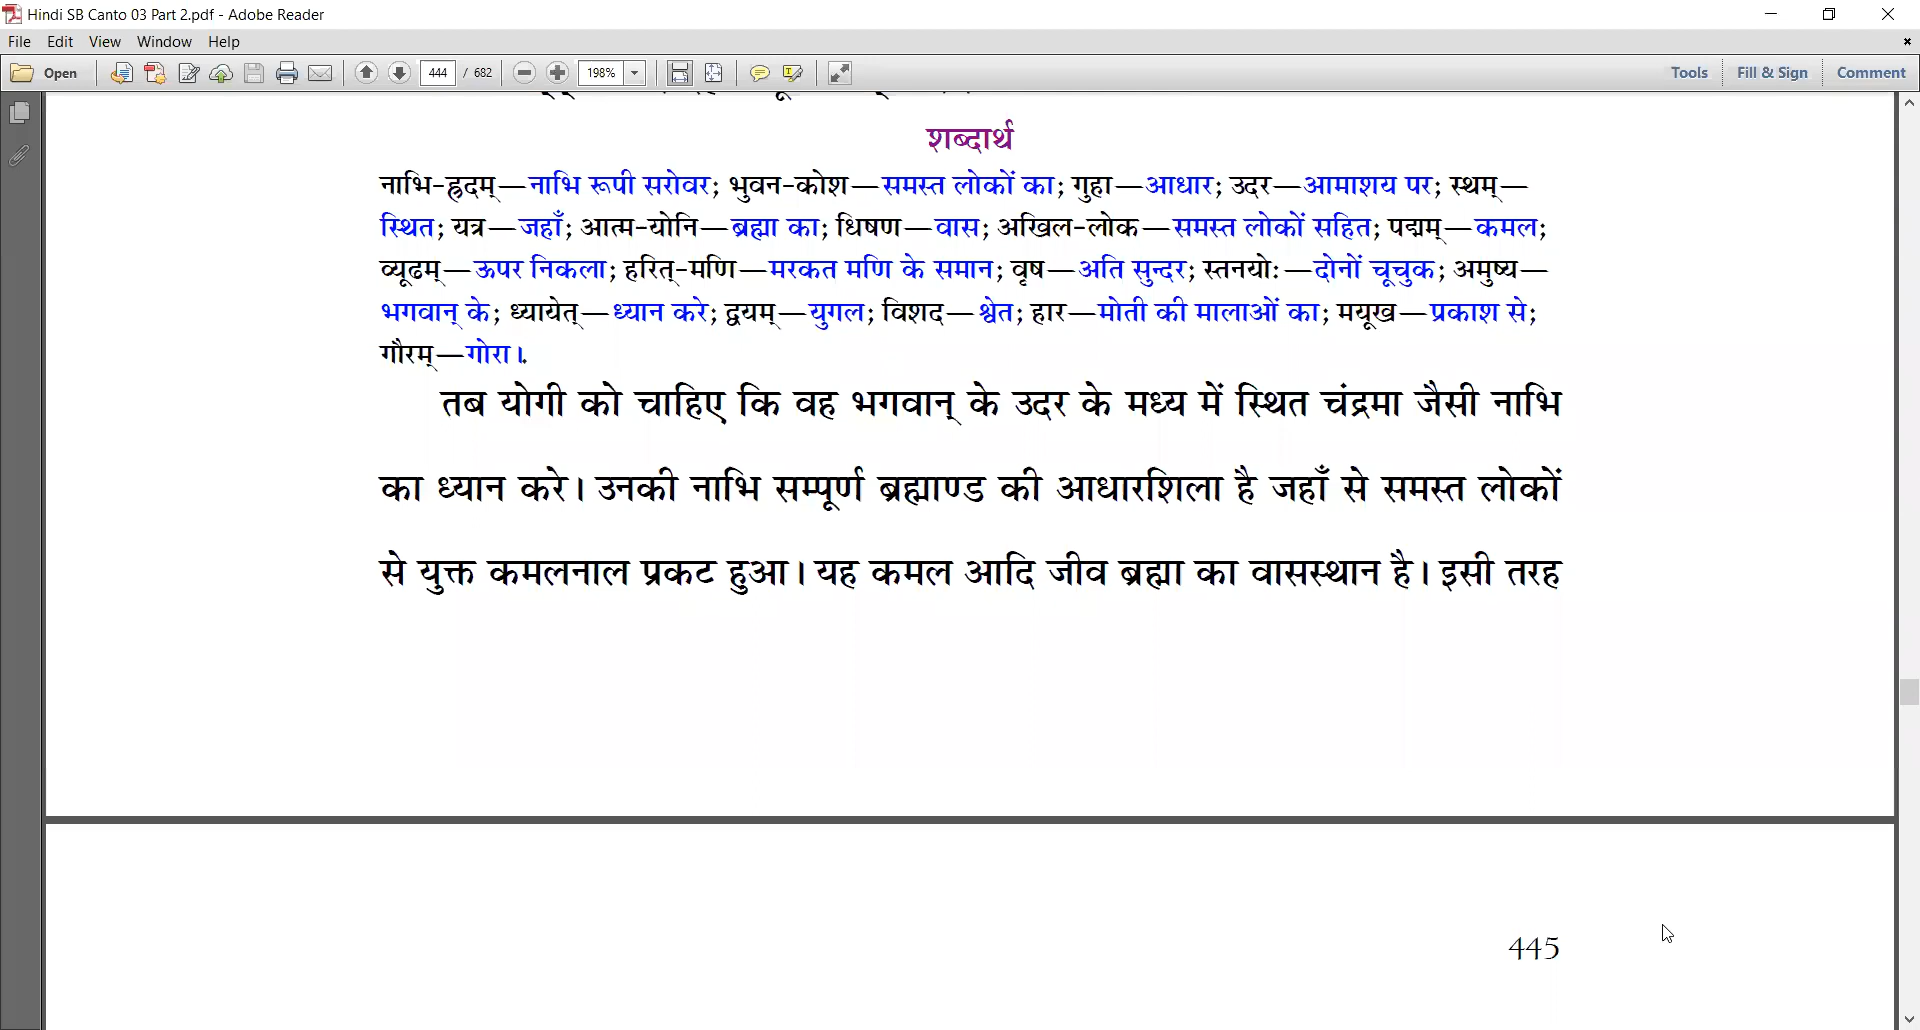 Hindi SB Canto 03 Part 2.pdf - Adobe Reader
File Edit View Window Help
Open 444 / 682 198% Tools Fill & Sign Comment
शब्दार्थ
नाभि-ह्रदम्—नाभि रूपी सरोवर; भुवन-कोश—समस्त लोकों का; गुहा—आधार; उदर—आमाशय पर; स्थम्—
स्थित; यत्र—जहाँ; आत्म-योनि—ब्रह्मा का; धिषण—वास; अखिल-लोक—समस्त लोकों सहित; पद्मम्—कमल;
व्यूढम्—ऊपर निकला; हरित्-मणि—मरकत मणि के समान; वृष—अति सुन्दर; स्तनयोः—दोनों चूचुक; अमुष्य—
भगवान् के; ध्यायेत्—ध्यान करे; द्वयम्—युगल; विशद—श्वेत; हार—मोती की मालाओं का; मयूख—प्रकाश से;
गौरम्—गोरा।.
तब योगी को चाहिए कि वह भगवान् के उदर के मध्य में स्थित चंद्रमा जैसी नाभि
का ध्यान करे। उनकी नाभि सम्पूर्ण ब्रह्माण्ड की आधारशिला है जहाँ से समस्त लोकों
से युक्त कमलनाल प्रकट हुआ। यह कमल आदि जीव ब्रह्मा का वासस्थान है। इसी तरह
445